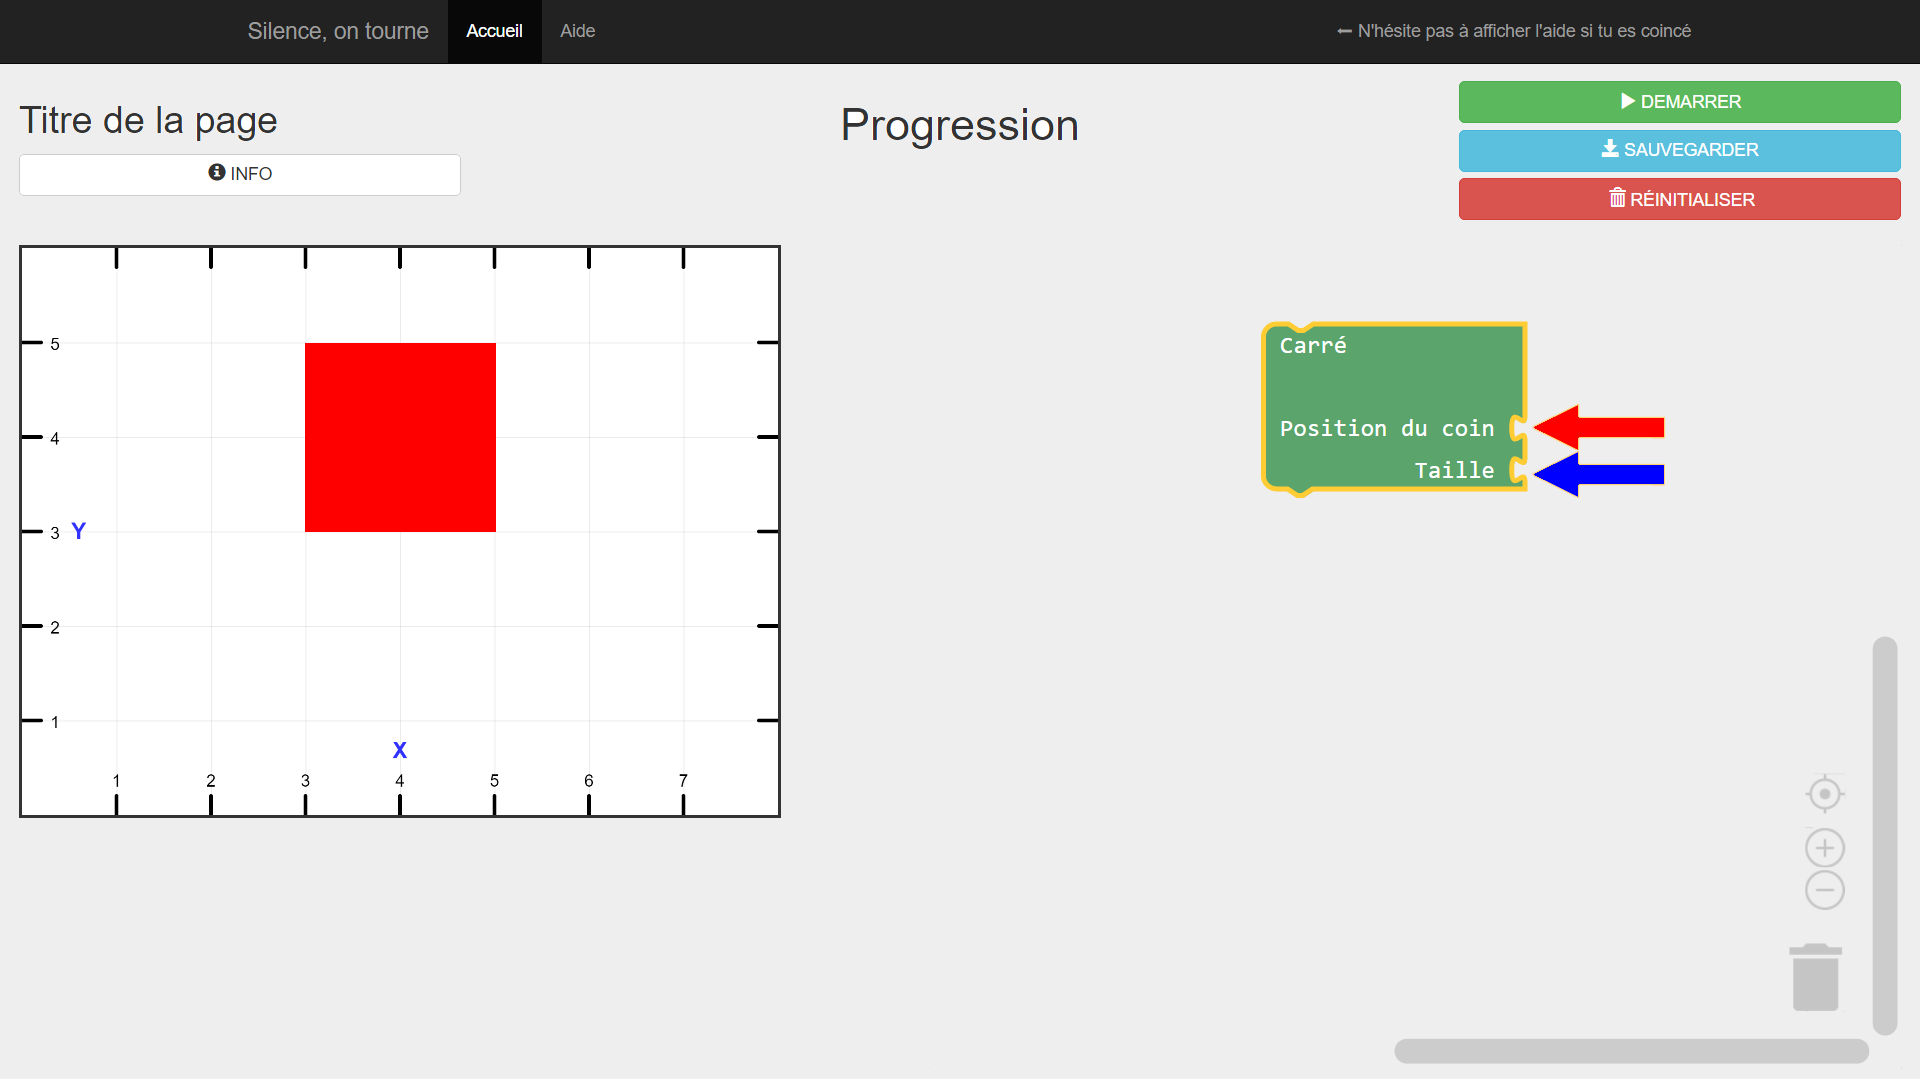 Silence, on tourne Accueil Aide N'hésite pas à afficher l'aide si tu es coincé
Titre de la page
INFO
Progression
DEMARRER
SAUVEGARDER
RÉINITIALISER
5
4
3 Y
2
1
X
1 2 3 4 5 6 7
Carré
Position du coin
Taille